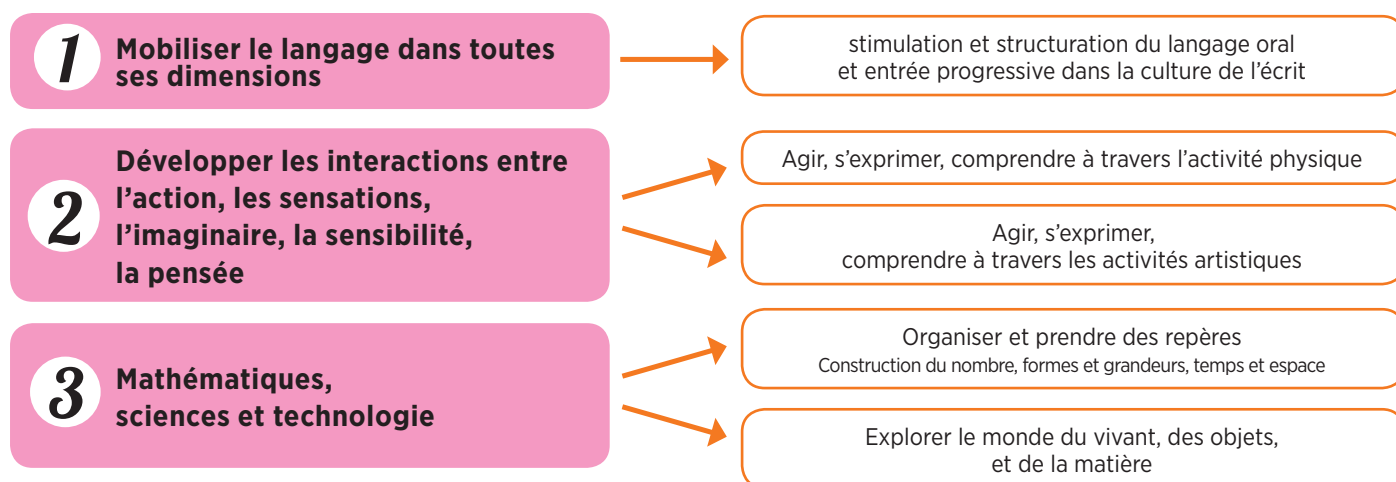 1
Mobiliser le langage dans toutes
ses dimensions
stimulation et structuration du langage oral
et entrée progressive dans la culture de l’écrit
2
Développer les interactions entre
l’action, les sensations,
l’imaginaire, la sensibilité,
la pensée
Agir, s’exprimer, comprendre à travers l’activité physique
Agir, s’exprimer,
comprendre à travers les activités artistiques
3
Mathématiques,
sciences et technologie
Organiser et prendre des repères
Construction du nombre, formes et grandeurs, temps et espace
Explorer le monde du vivant, des objets,
et de la matière